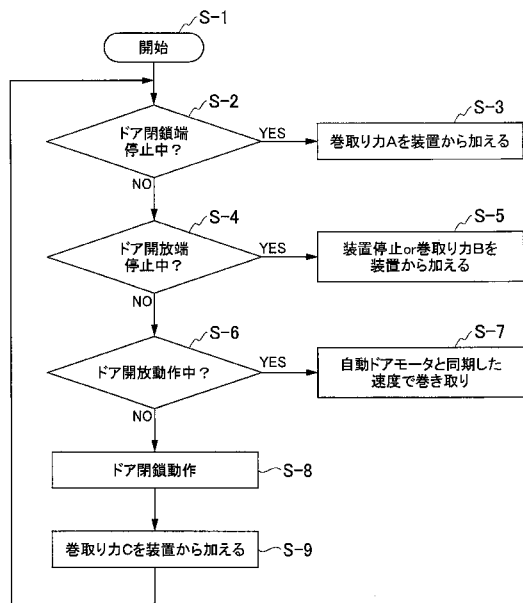 S-1
開始
S-2
ドア閉鎖端
停止中？
YES
NO
S-3
巻取り力Aを装置から加える
S-4
ドア開放端
停止中？
YES
NO
S-5
装置停止or巻取り力Bを
装置から加える
S-6
ドア開放動作中？
YES
NO
S-7
自動ドアモータと同期した
速度で巻き取り
ドア閉鎖動作
S-8
巻取り力Cを装置から加える
S-9